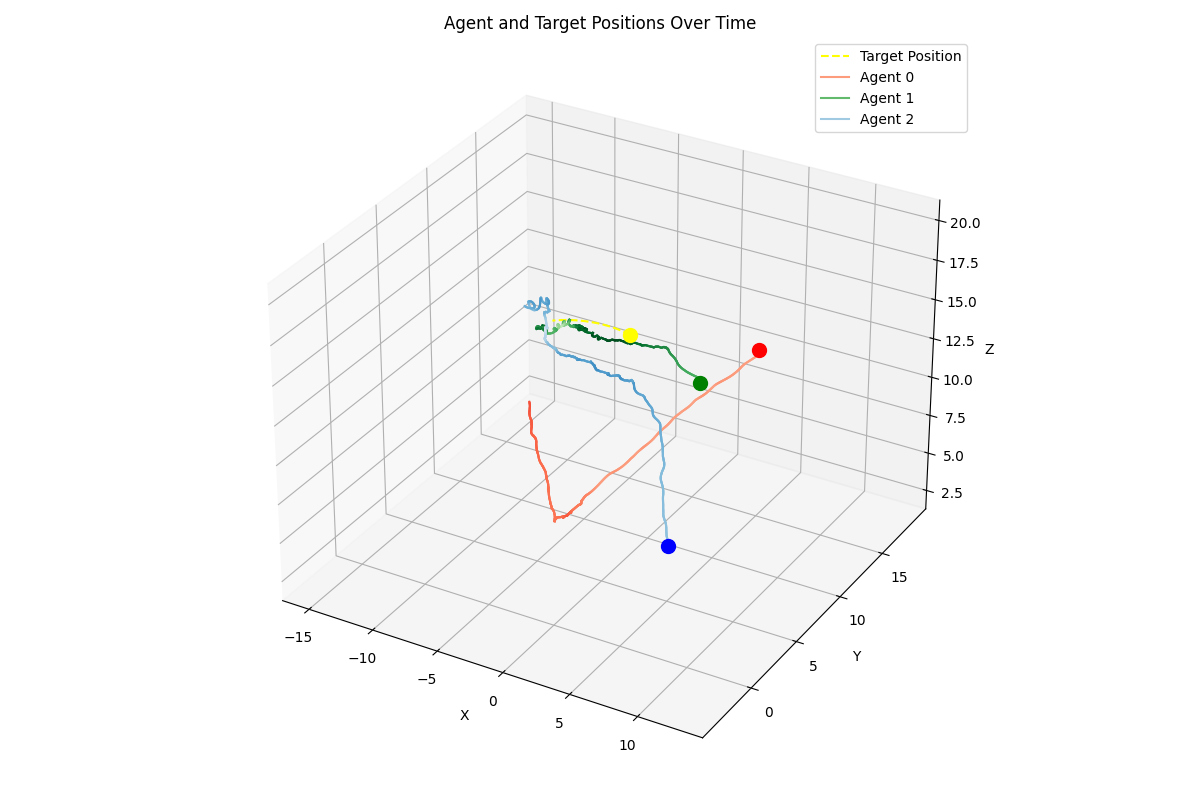 Agent and Target Positions Over Time
Target Position
Agent 0
Agent 1
Agent 2
20.0
17.5
15.0
12.5
10.0
7.5
5.0
2.5
Z
15
10
5
0
Y
−15
−10
−5
0
5
10
X